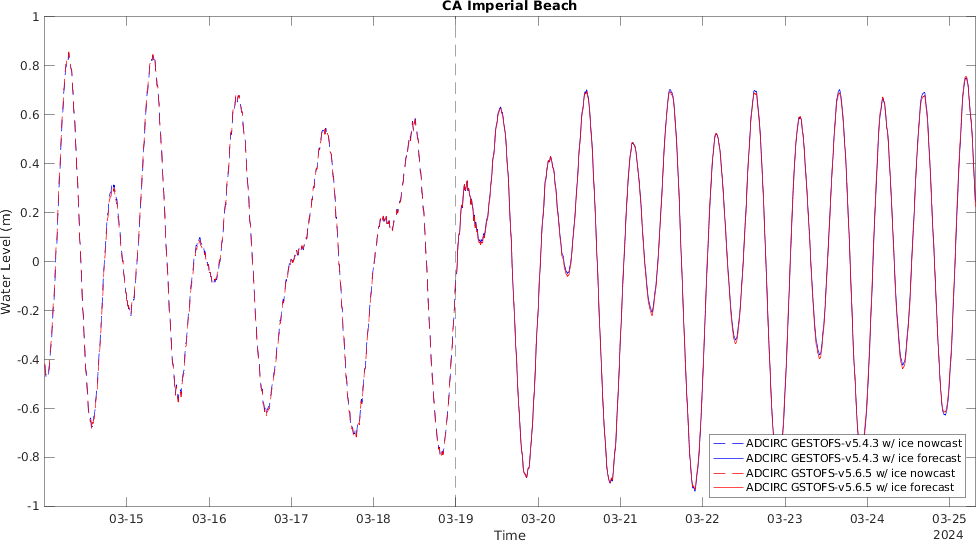 CA Imperial Beach
1
0.8
0.6
0.4
0.2
0
-0.2
-0.4
-0.6
-0.8
-1
Water Level (m)
03-15 03-16 03-17 03-18 03-19 03-20 03-21 03-22 03-23 03-24 03-25
2024
Time
ADCIRC GESTOFS-v5.4.3 w/ ice nowcast
ADCIRC GESTOFS-v5.4.3 w/ ice forecast
ADCIRC GSTOFS-v5.6.5 w/ ice nowcast
ADCIRC GSTOFS-v5.6.5 w/ ice forecast